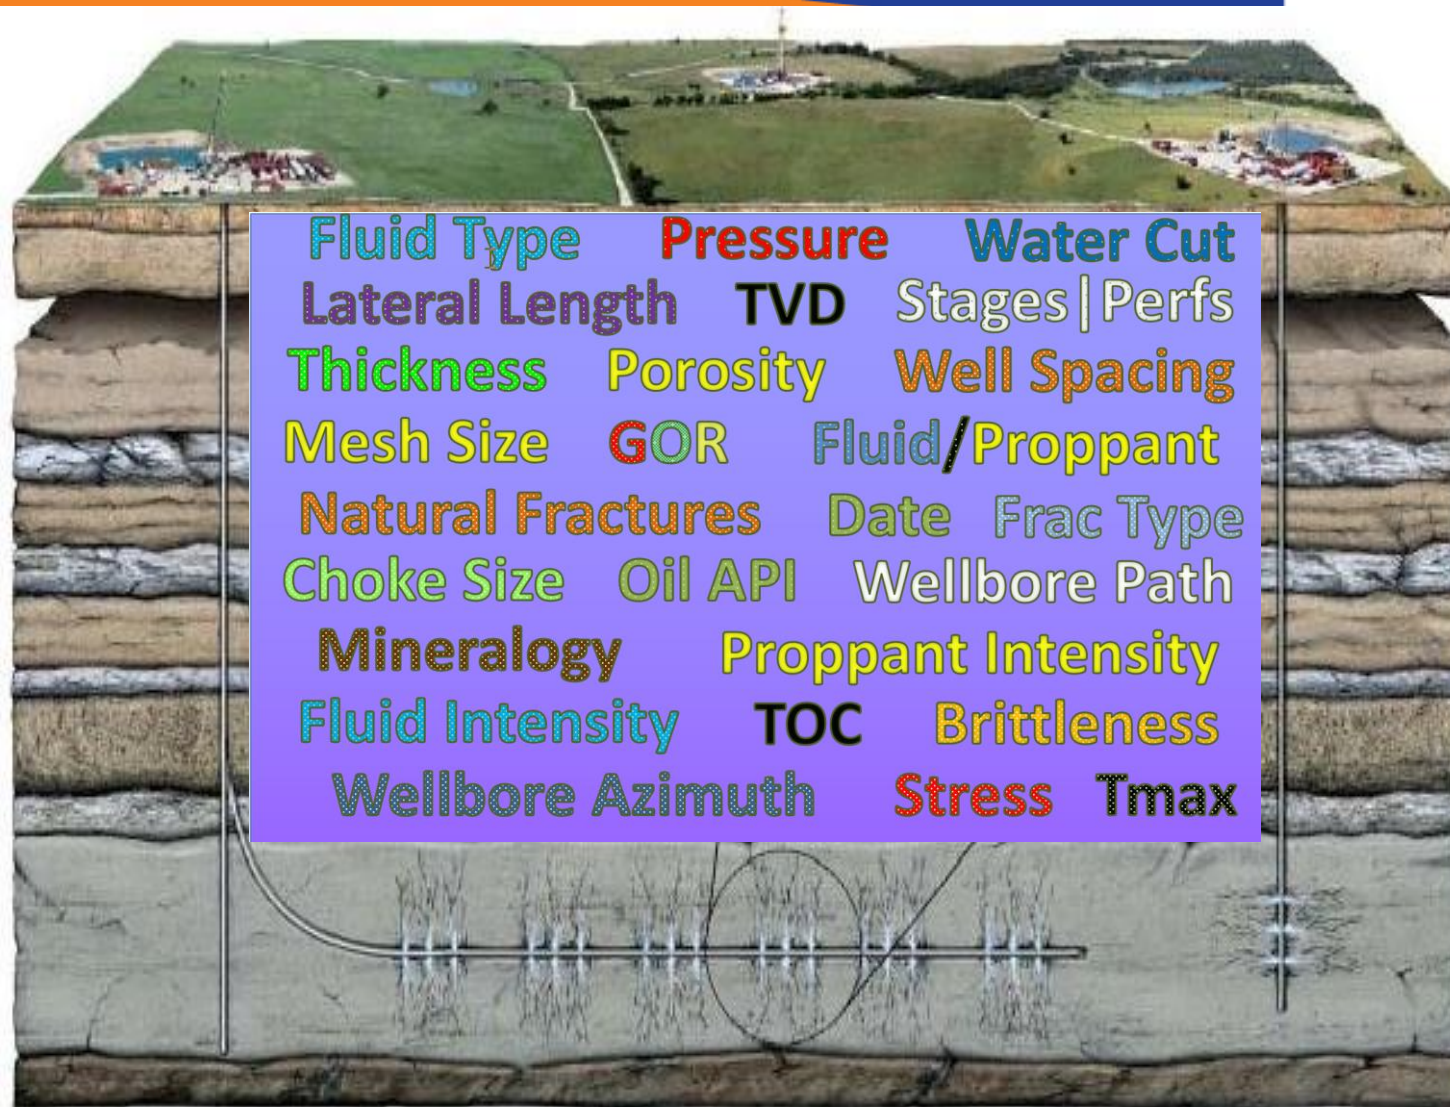 Fluid Type Pressure Water Cut
Lateral Length TVD Stages|Perfs
Thickness Porosity Well Spacing
Mesh Size GOR Fluid/Proppant
Natural Fractures Date Frac Type
Choke Size Oil API Wellbore Path
Mineralogy Proppant Intensity
Fluid Intensity TOC Brittleness
Wellbore Azimuth Stress Tmax